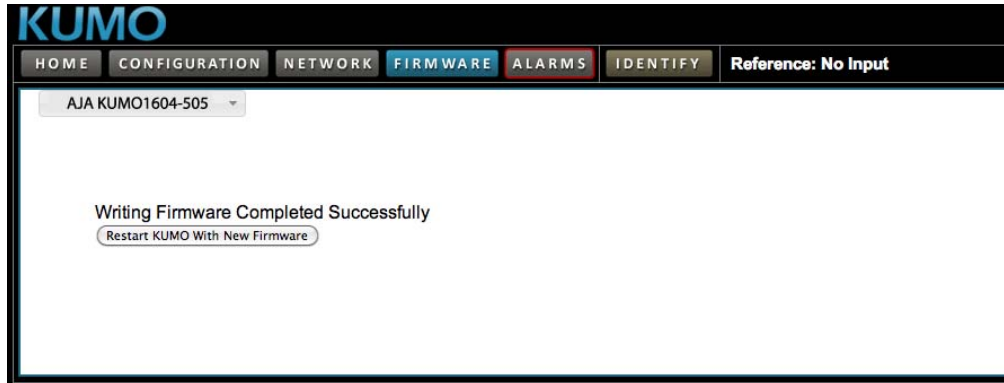 KUMO
HOME CONFIGURATION NETWORK FIRMWARE ALARMS IDENTIFY Reference: No Input
AJA KUMO1604-505
Writing Firmware Completed Successfully
Restart KUMO With New Firmware